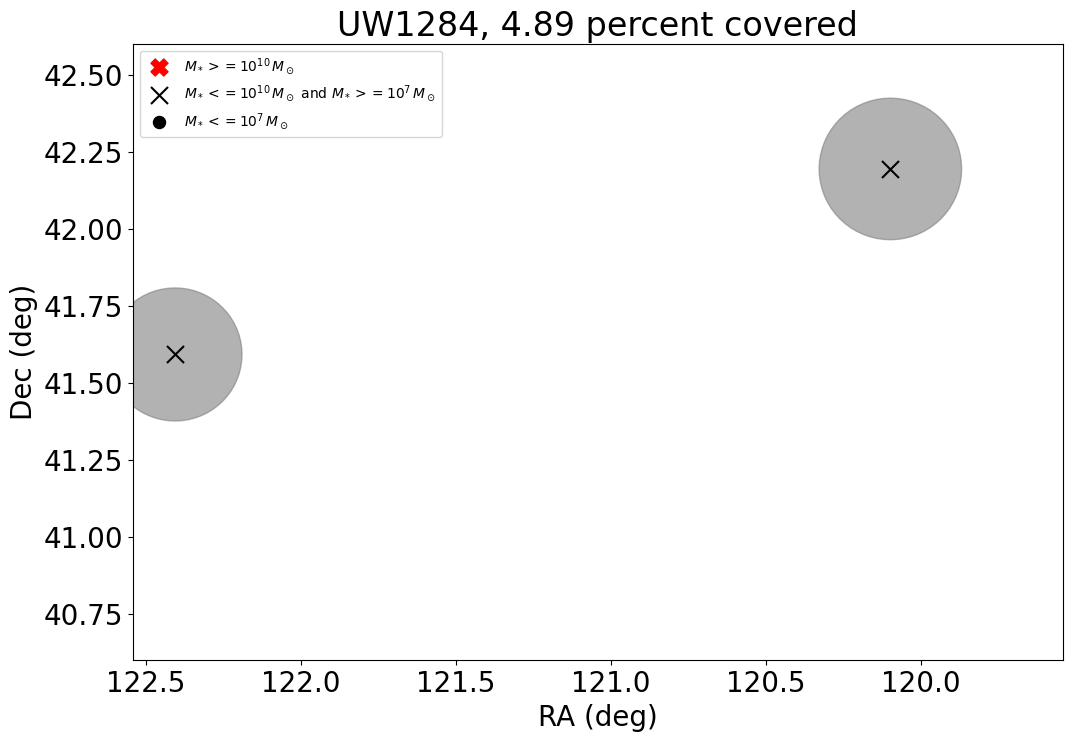 UW1284, 4.89 percent covered
M* >= 10^10 M⊙
M* <= 10^10 M⊙ and M* >= 10^7 M⊙
M* <= 10^7 M⊙
Dec (deg)
42.50
42.25
42.00
41.75
41.50
41.25
41.00
40.75
122.5 122.0 121.5 121.0 120.5 120.0
RA (deg)